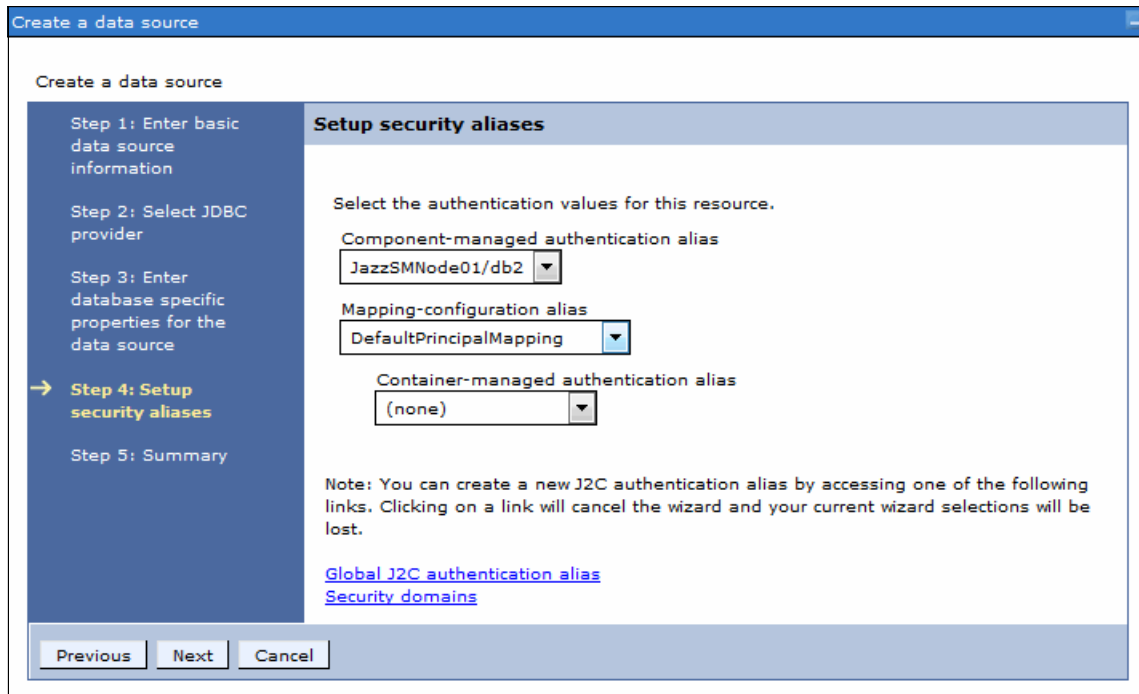 Create a data source
Create a data source
Step 1: Enter basic
data source
information
Step 2: Select JDBC
provider
Step 3: Enter
database specific
properties for the
data source
Step 4: Setup
security aliases
Step 5: Summary
Setup security aliases
Select the authentication values for this resource.
Component-managed authentication alias
JazzSMNode01/db2
Mapping-configuration alias
DefaultPrincipalMapping
Container-managed authentication alias
(none)
Note: You can create a new J2C authentication alias by accessing one of the following
links. Clicking on a link will cancel the wizard and your current wizard selections will be
lost.
Global J2C authentication alias
Security domains
Previous Next Cancel